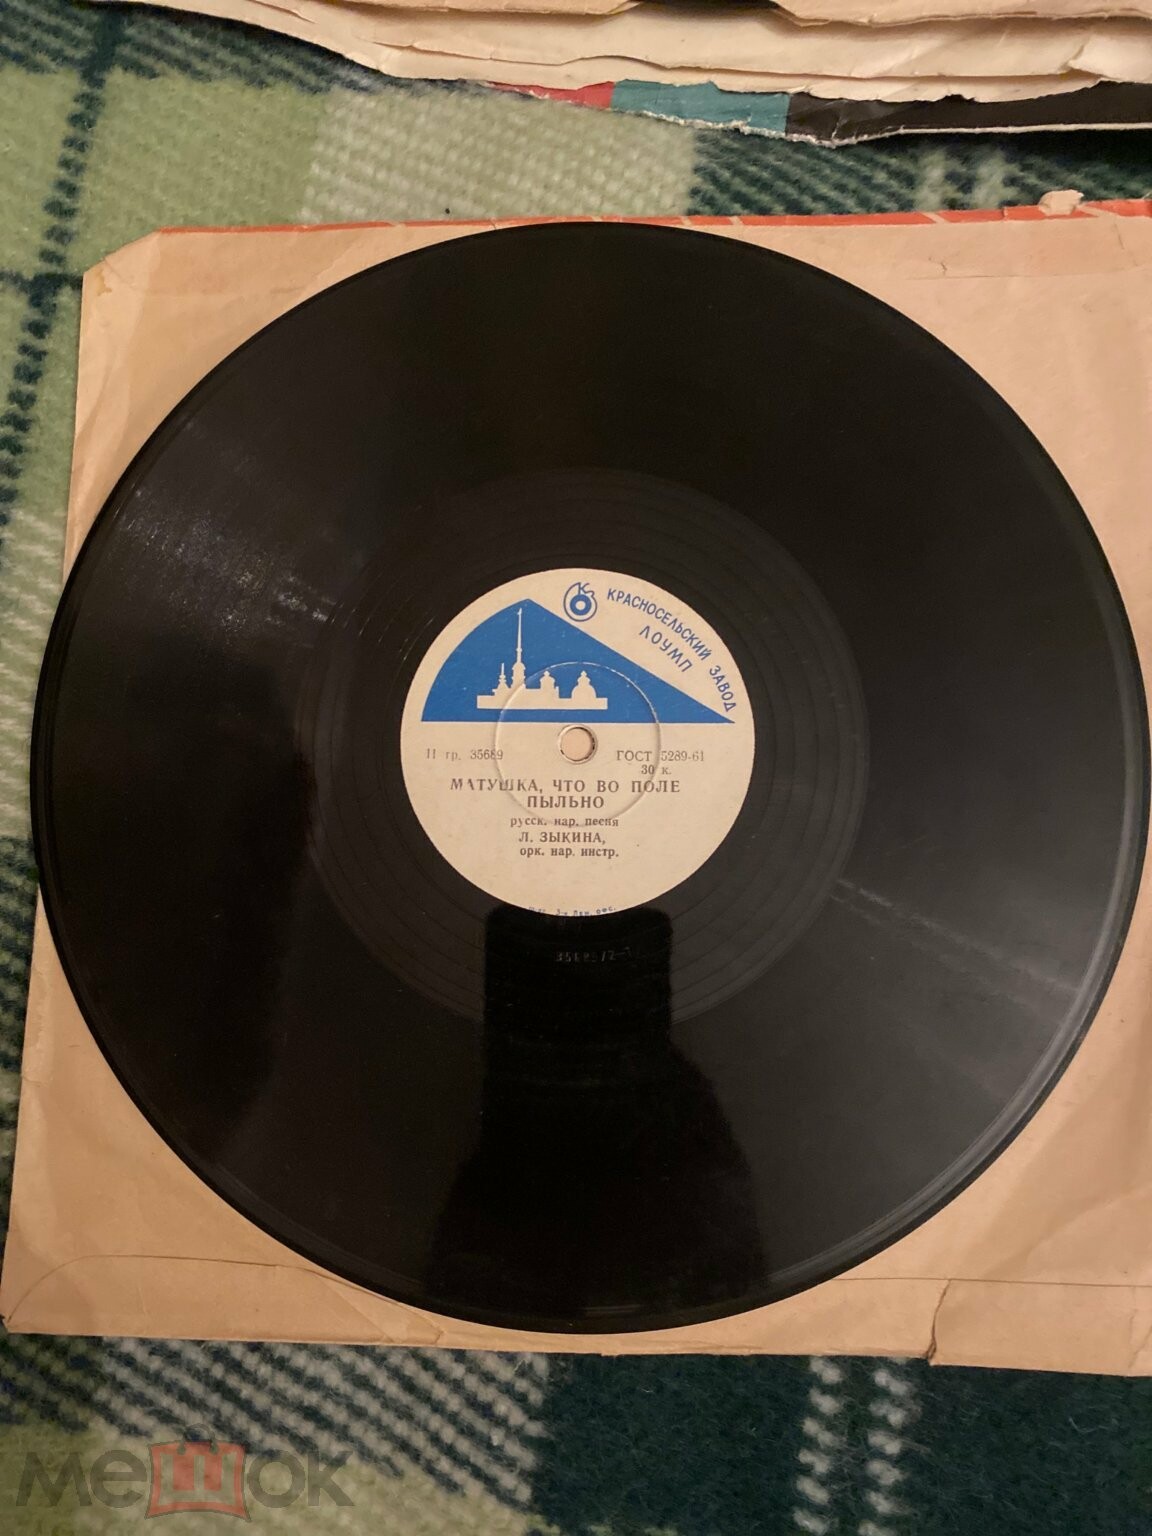 КРАСНОСЕЛЬСКИЙ ЗАВОД
ЛОУМП
II гр. 35689
ГОСТ 5289-61
30 к.
МАТУШКА, ЧТО ВО ПОЛЕ
ПЫЛЬНО
русск. нар. песня
Л. ЗЫКИНА,
орк. нар. инстр.
мешок